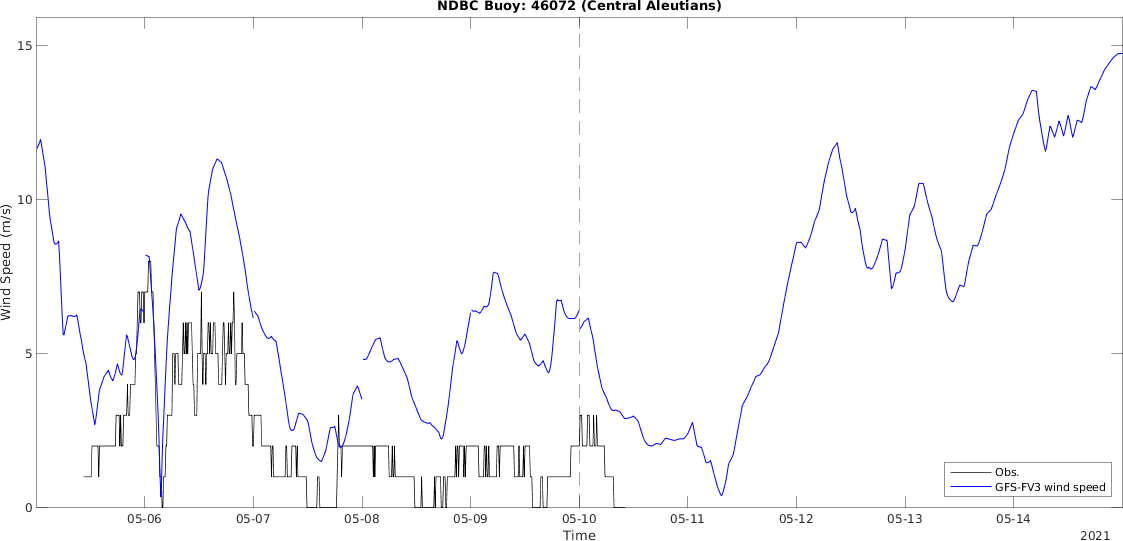 NDBC Buoy: 46072 (Central Aleutians)
15
10
5
0
Wind Speed (m/s)
05-06 05-07 05-08 05-09 05-10 05-11 05-12 05-13 05-14
Time
2021
Obs.
GFS-FV3 wind speed